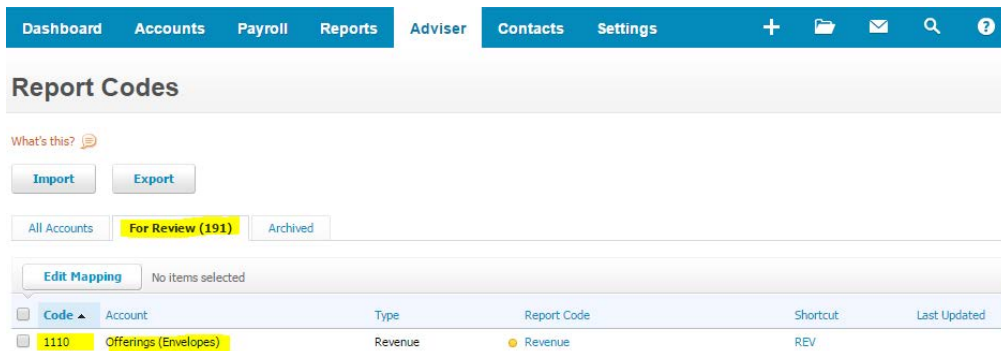 Dashboard Accounts Payroll Reports Adviser Contacts Settings
Report Codes
What's this?
Import Export
All Accounts For Review (191) Archived
Edit Mapping No items selected
Code Account Type Report Code Shortcut Last Updated
1110 Offerings (Envelopes) Revenue Revenue REV